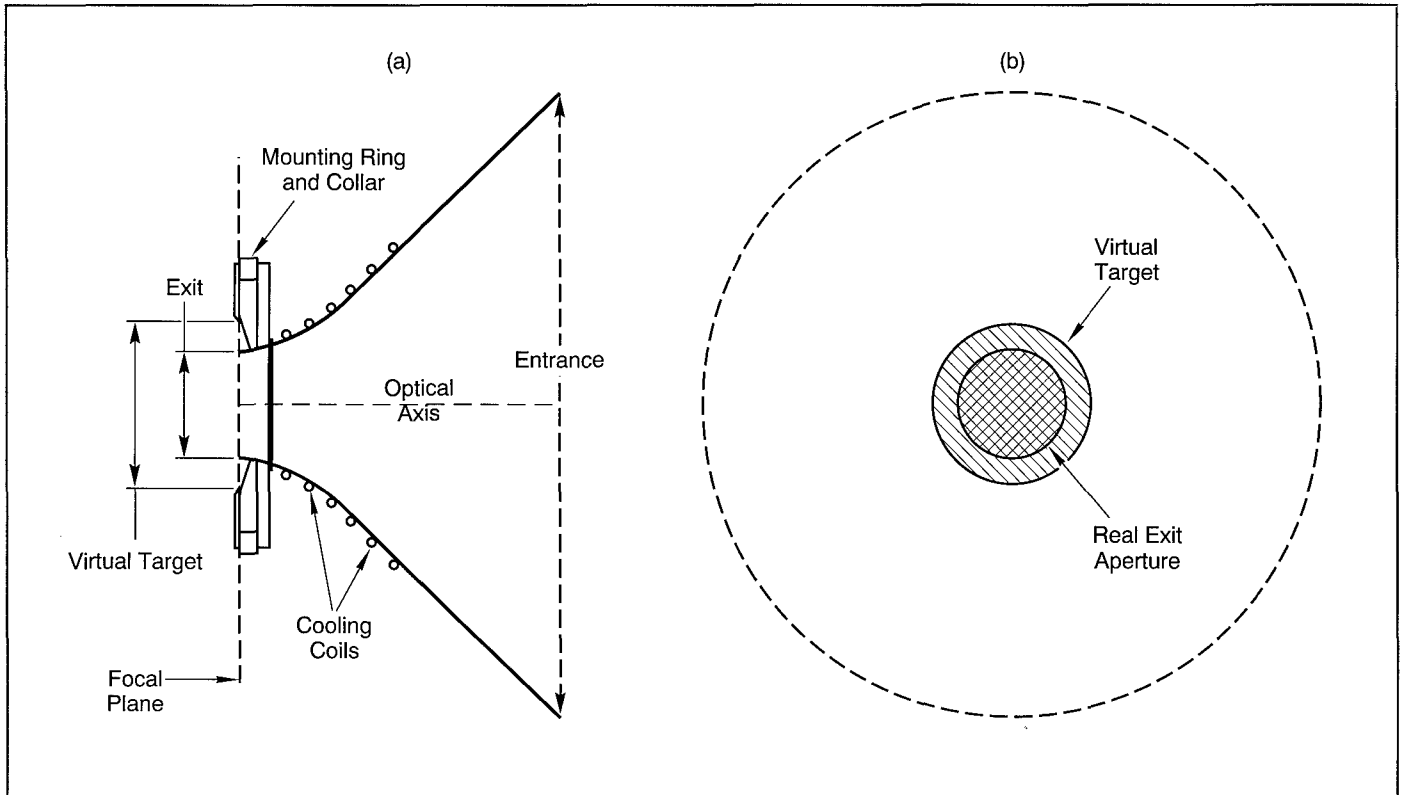 (a)
(b)
Mounting Ring
and Collar
Exit
Virtual
Target
Entrance
Optical
Axis
Real Exit
Aperture
Virtual Target
Cooling
Coils
Focal
Plane